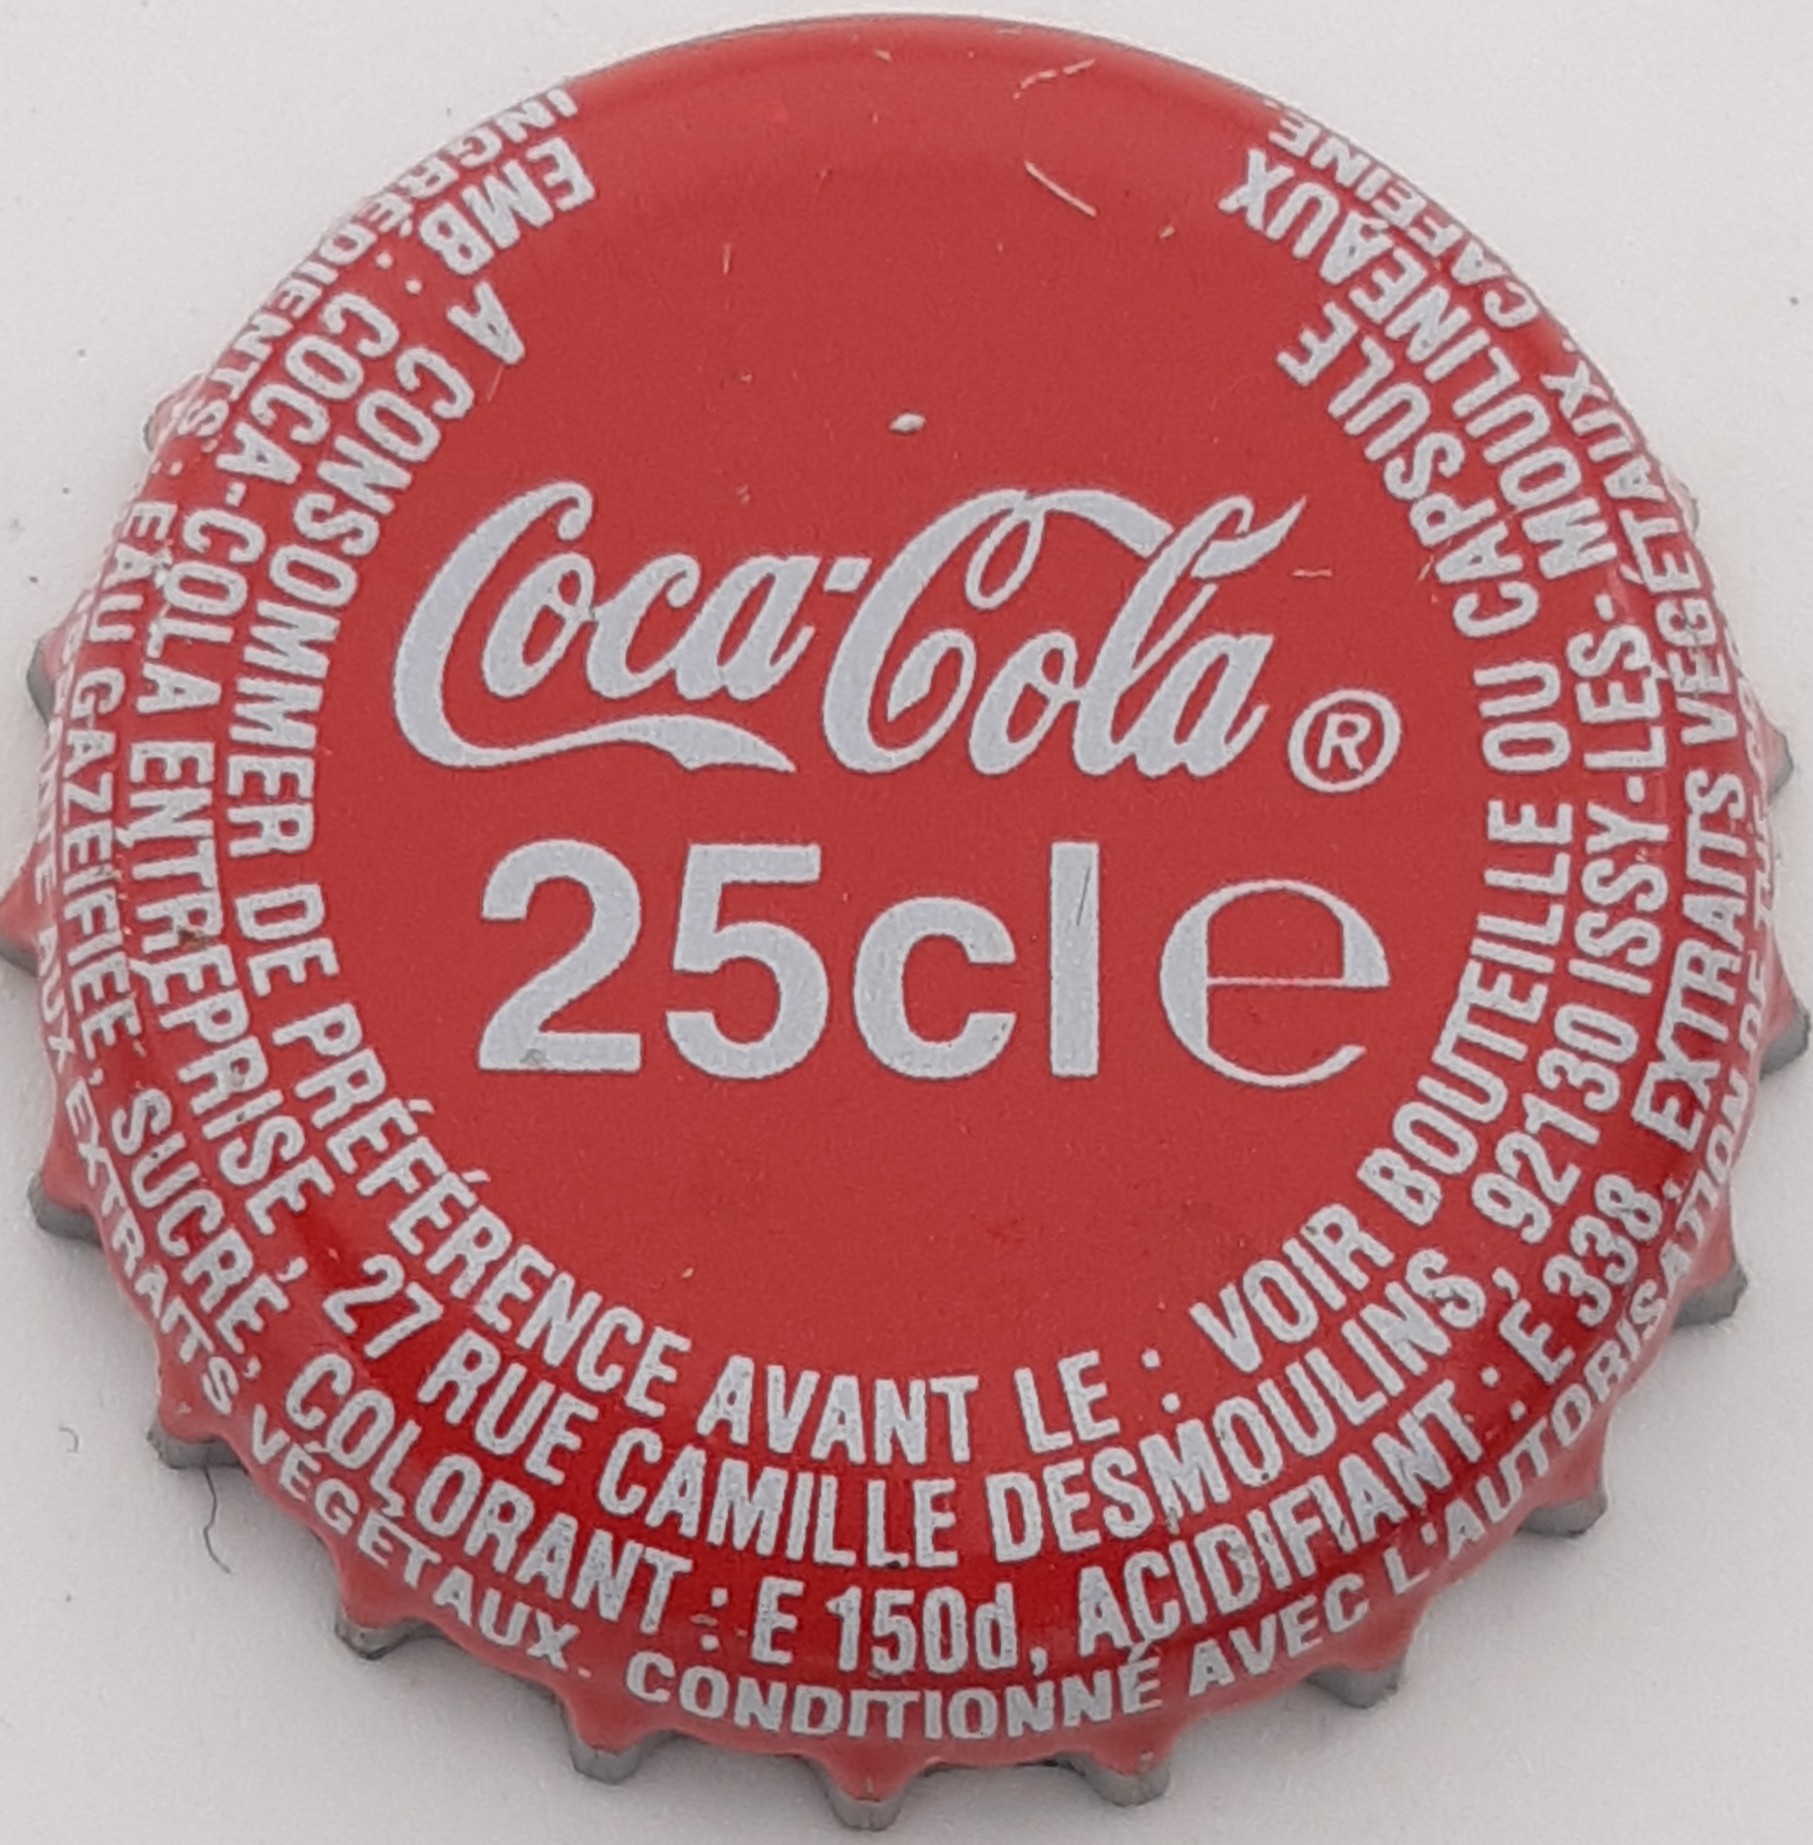 Coca-Cola ®
25cl e
A CONSOMMER DE PRÉFÉRENCE AVANT LE : VOIR BOUTEILLE OU CAPSULE
EMB : COCA-COLA ENTREPRISE, 27 RUE CAMILLE DESMOULINS, 92130 ISSY-LES-MOULINEAUX
INGRÉDIENTS : EAU GAZÉIFIÉE, SUCRE, COLORANT : E 150d, ACIDIFIANT : E 338, EXTRAITS VÉGÉTAUX. CAFÉINE.
AUX EXTRAITS VÉGÉTAUX. CONDITIONNÉ AVEC L'AUTORISATION DE